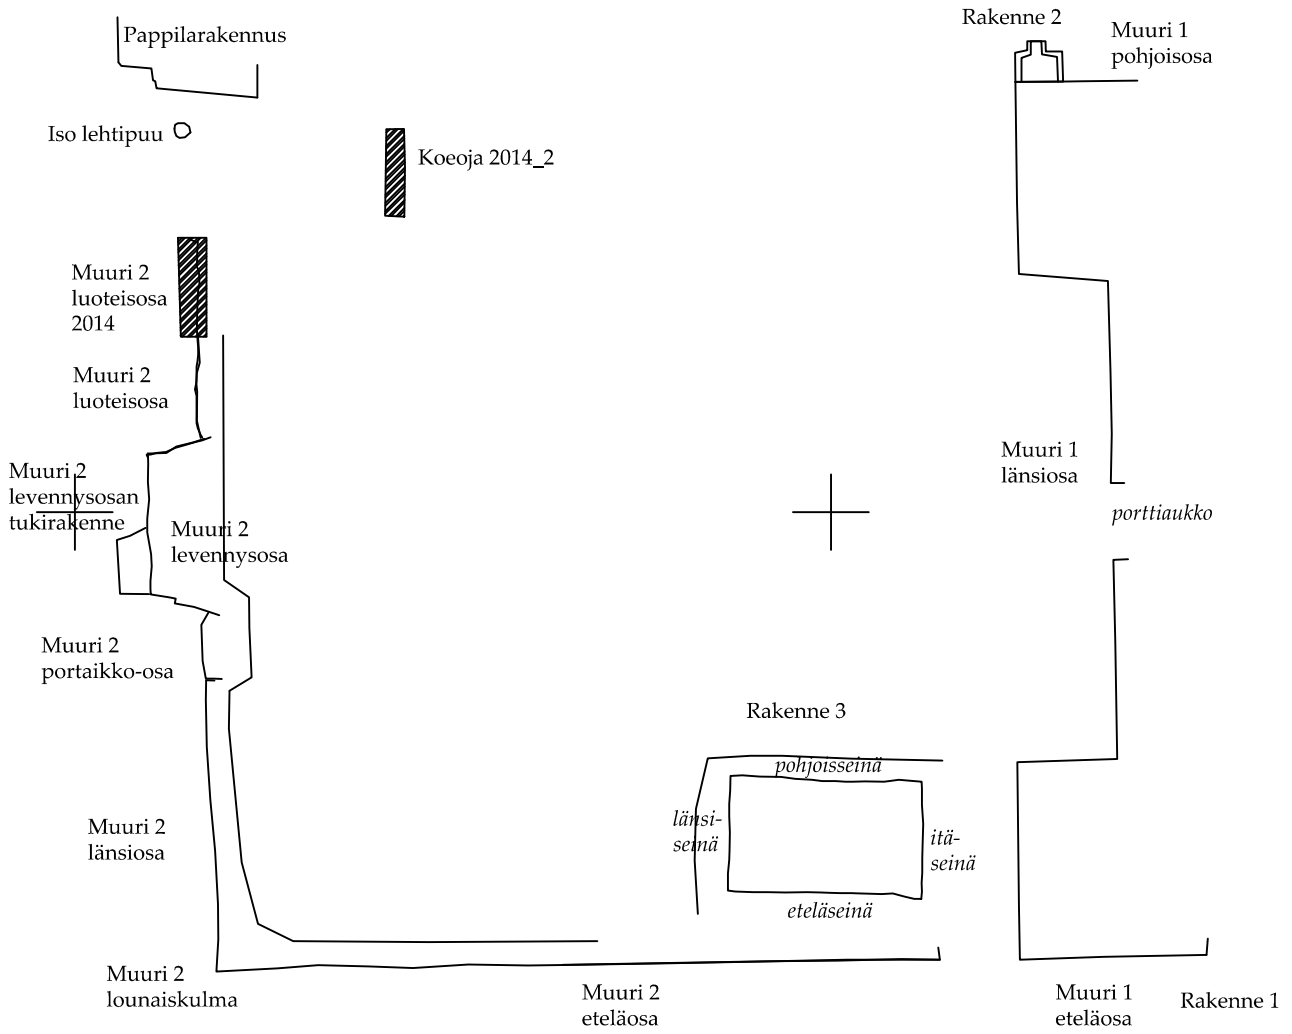 Pappilarakennus
Rakenne 2
Muuri 1
pohjoisosa
Iso lehtipuu
Koeoja 2014_2
Muuri 2
luoteisosa
2014
Muuri 2
luoteisosa
Muuri 2
levennysosan
tukirakenne
Muuri 2
levennysosa
Muuri 1
länsiosa
porttiaukko
Muuri 2
portaikko-osa
Rakenne 3
pohjoisseinä
länsi-
seinä
itä-
seinä
eteläseinä
Muuri 2
länsiosa
Muuri 2
lounaiskulma
Muuri 2
eteläosa
Muuri 1
eteläosa
Rakenne 1